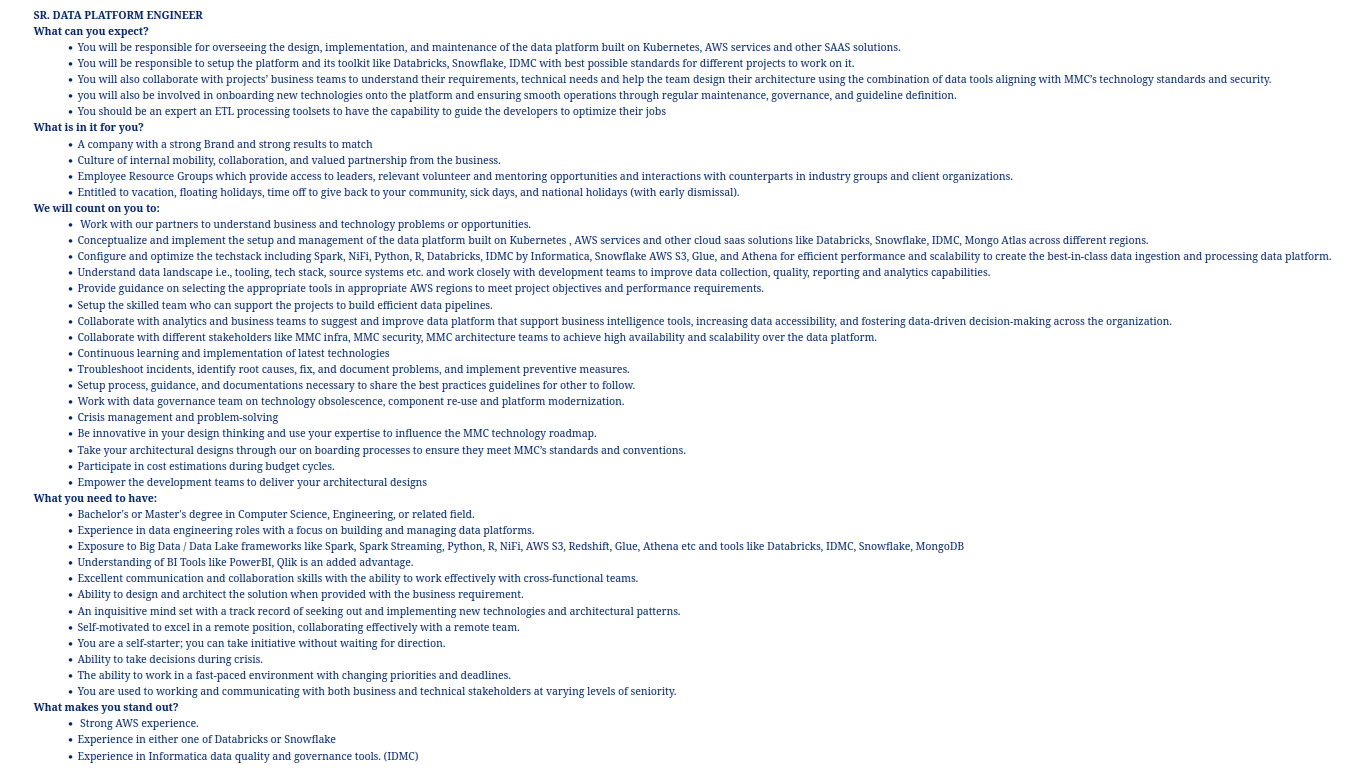 SR. DATA PLATFORM ENGINEER
What can you expect?
• You will be responsible for overseeing the design, implementation, and maintenance of the data platform built on Kubernetes, AWS services and other SAAS solutions.
• You will be responsible to setup the platform and its toolkit like Databricks, Snowflake, IDMC with best possible standards for different projects to work on it.
• You will also collaborate with projects' business teams to understand their requirements, technical needs and help the team design their architecture using the combination of data tools aligning with MMC's technology standards and security.
• you will also be involved in onboarding new technologies onto the platform and ensuring smooth operations through regular maintenance, governance, and guideline definition.
• You should be an expert an ETL processing toolsets to have the capability to guide the developers to optimize their jobs
What is in it for you?
• A company with a strong Brand and strong results to match
• Culture of internal mobility, collaboration, and valued partnership from the business.
• Employee Resource Groups which provide access to leaders, relevant volunteer and mentoring opportunities and interactions with counterparts in industry groups and client organizations.
• Entitled to vacation, floating holidays, time off to give back to your community, sick days, and national holidays (with early dismissal).
We will count on you to:
• Work with our partners to understand business and technology problems or opportunities.
• Conceptualize and implement the setup and management of the data platform built on Kubernetes , AWS services and other cloud saas solutions like Databricks, Snowflake, IDMC, Mongo Atlas across different regions.
• Configure and optimize the techstack including Spark, NiFi, Python, R, Databricks, IDMC by Informatica, Snowflake AWS S3, Glue, and Athena for efficient performance and scalability to create the best-in-class data ingestion and processing data platform.
• Understand data landscape i.e., tooling, tech stack, source systems etc. and work closely with development teams to improve data collection, quality, reporting and analytics capabilities.
• Provide guidance on selecting the appropriate tools in appropriate AWS regions to meet project objectives and performance requirements.
• Setup the skilled team who can support the projects to build efficient data pipelines.
• Collaborate with analytics and business teams to suggest and improve data platform that support business intelligence tools, increasing data accessibility, and fostering data-driven decision-making across the organization.
• Collaborate with different stakeholders like MMC infra, MMC security, MMC architecture teams to achieve high availability and scalability over the data platform.
• Continuous learning and implementation of latest technologies
• Troubleshoot incidents, identify root causes, fix, and document problems, and implement preventive measures.
• Setup process, guidance, and documentations necessary to share the best practices guidelines for other to follow.
• Work with data governance team on technology obsolescence, component re-use and platform modernization.
• Crisis management and problem-solving
• Be innovative in your design thinking and use your expertise to influence the MMC technology roadmap.
• Take your architectural designs through our on boarding processes to ensure they meet MMC's standards and conventions.
• Participate in cost estimations during budget cycles.
• Empower the development teams to deliver your architectural designs
What you need to have:
• Bachelor's or Master's degree in Computer Science, Engineering, or related field.
• Experience in data engineering roles with a focus on building and managing data platforms.
• Exposure to Big Data / Data Lake frameworks like Spark, Spark Streaming, Python, R, NiFi, AWS S3, Redshift, Glue, Athena etc and tools like Databricks, IDMC, Snowflake, MongoDB
• Understanding of BI Tools like PowerBI, Qlik is an added advantage.
• Excellent communication and collaboration skills with the ability to work effectively with cross-functional teams.
• Ability to design and architect the solution when provided with the business requirement.
• An inquisitive mind set with a track record of seeking out and implementing new technologies and architectural patterns.
• Self-motivated to excel in a remote position, collaborating effectively with a remote team.
• You are a self-starter; you can take initiative without waiting for direction.
• Ability to take decisions during crisis.
• The ability to work in a fast-paced environment with changing priorities and deadlines.
• You are used to working and communicating with both business and technical stakeholders at varying levels of seniority.
What makes you stand out?
• Strong AWS experience.
• Experience in either one of Databricks or Snowflake
• Experience in Informatica data quality and governance tools. (IDMC)